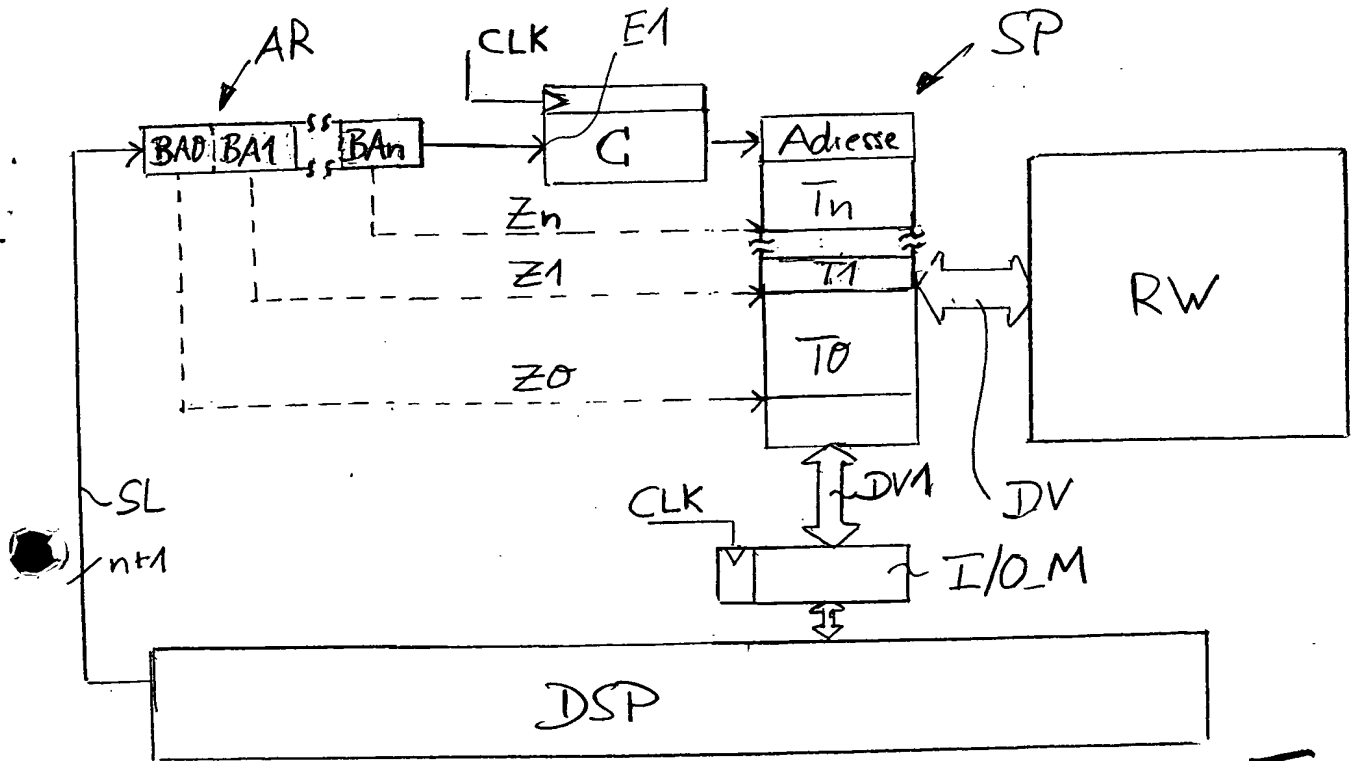 AR
CLK
E1
SP
BA0 BA1 BAn
C
Adresse
Tn
Zn
T1
Z1
RW
T0
Z0
SL
CLK
DV1
DV
n+1
I/O_M
DSP